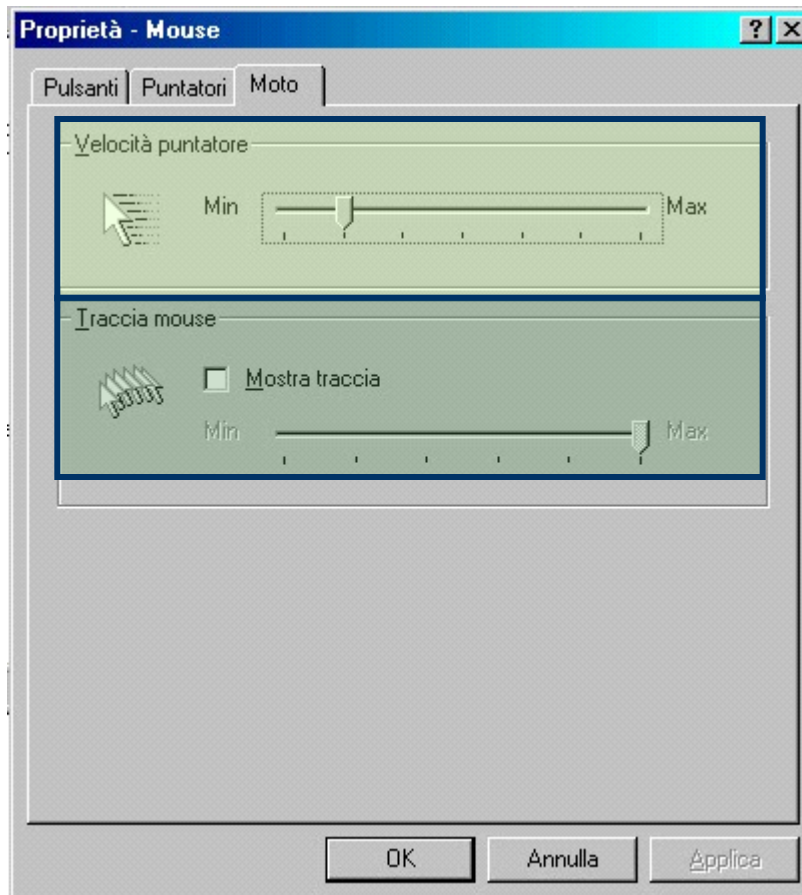 Proprietà - Mouse
Pulsanti Puntatori Moto
Velocità puntatore
Min Max
Traccia mouse
Mostra traccia
Min Max
OK Annulla Applica